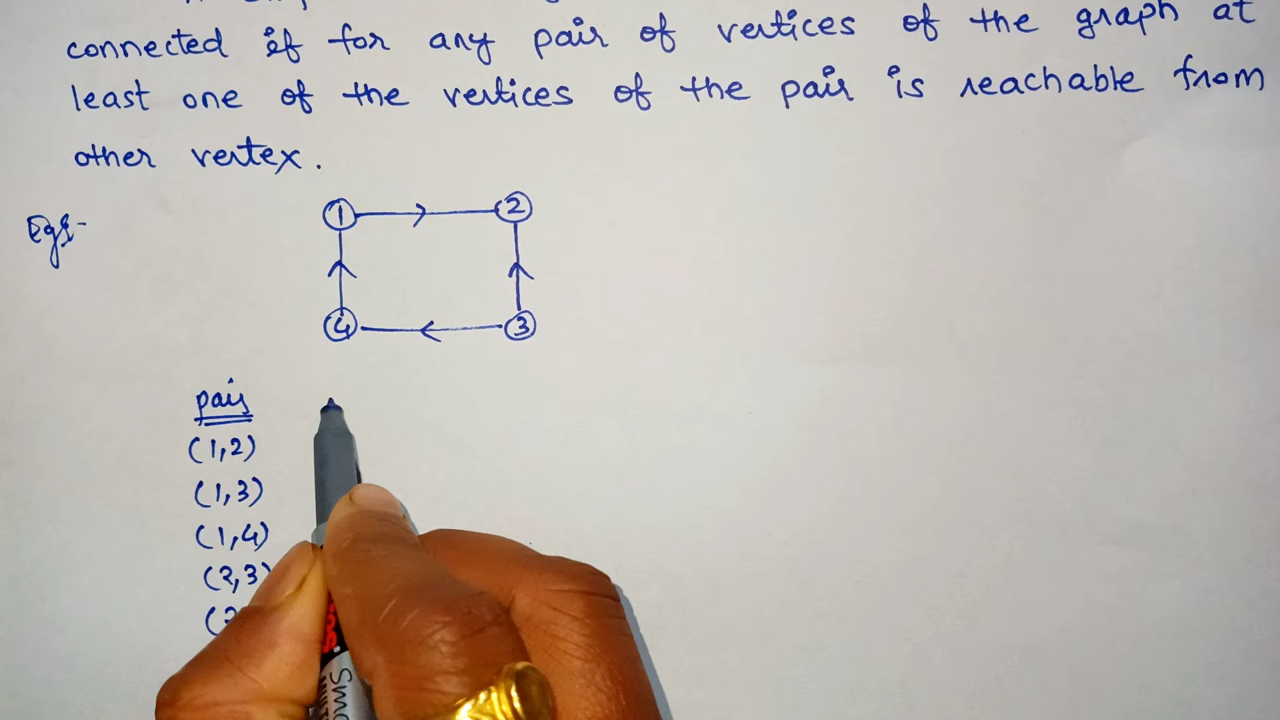 connected if for any pair of vertices of the graph at
least one of the vertices of the pair is reachable from
other vertex.
Eg:-
1 2
4 3
pair
(1,2)
(1,3)
(1,4)
(2,3)